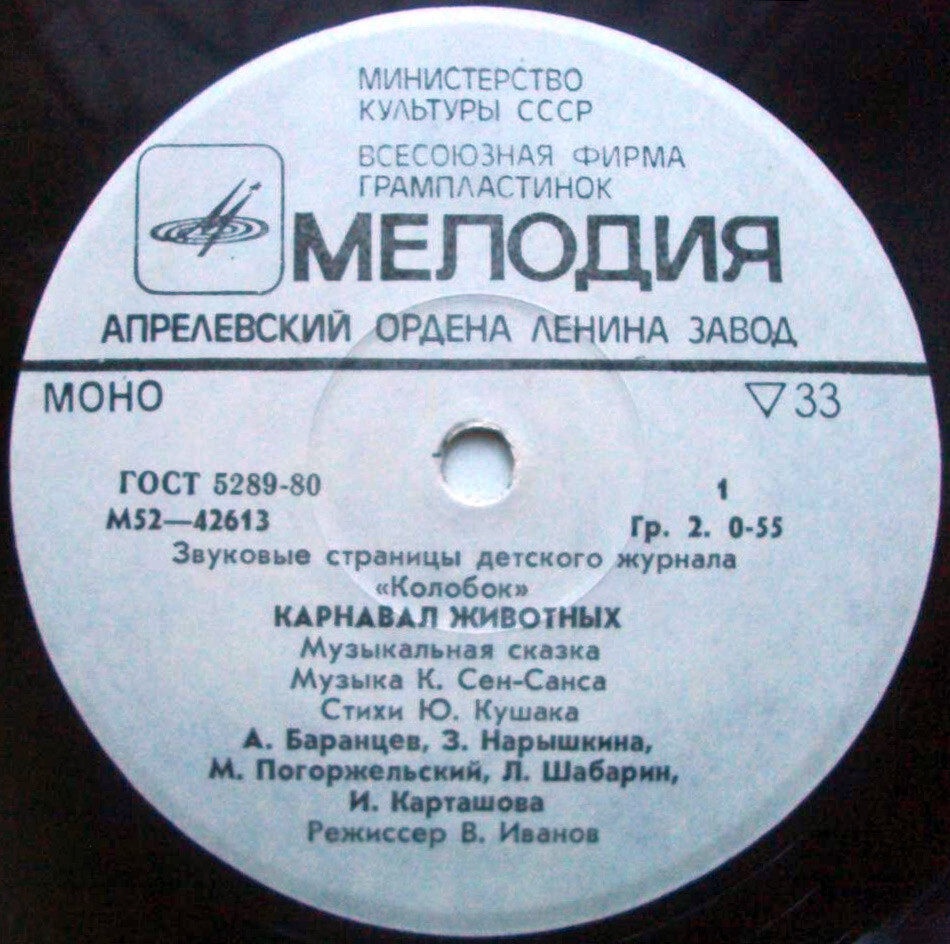 МИНИСТЕРСТВО
КУЛЬТУРЫ СССР
ВСЕСОЮЗНАЯ ФИРМА
ГРАМПЛАСТИНОК
МЕЛОДИЯ
АПРЕЛЕВСКИЙ ОРДЕНА ЛЕНИНА ЗАВОД
МОНО ▽33
ГОСТ 5289-80 1
М52—42613 Гр. 2. 0-55
Звуковые страницы детского журнала
«Колобок»
КАРНАВАЛ ЖИВОТНЫХ
Музыкальная сказка
Музыка К. Сен-Санса
Стихи Ю. Кушака
А. Баранцев, З. Нарышкина,
М. Погоржельский, Л. Шабарин,
И. Карташова
Режиссер В. Иванов